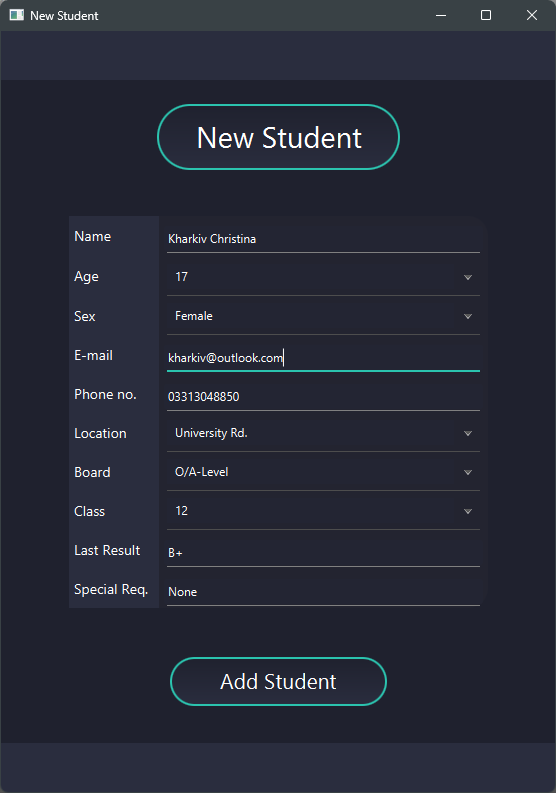 New Student
New Student
Name Kharkiv Christina
Age 17
Sex Female
E-mail kharkiv@outlook.com
Phone no. 03313048850
Location University Rd.
Board O/A-Level
Class 12
Last Result B+
Special Req. None
Add Student